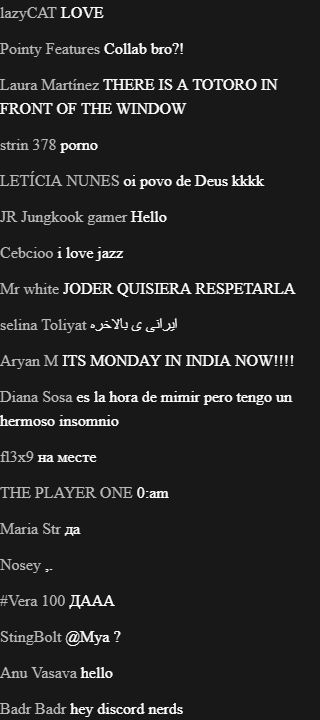 lazyCAT LOVE
Pointy Features Collab bro?!
Laura Martínez THERE IS A TOTORO IN
FRONT OF THE WINDOW
strin 378 porno
LETÍCIA NUNES oi povo de Deus kkkk
JR Jungkook gamer Hello
Cebcioo i love jazz
Mr white JODER QUISIERA RESPETARLA
selina Toliyat ایرانی ی بالاخره
Aryan M ITS MONDAY IN INDIA NOW!!!!
Diana Sosa es la hora de mimir pero tengo un
hermoso insomnio
fl3x9 на месте
THE PLAYER ONE 0:am
Maria Str да
Nosey ,.
#Vera 100 ДААА
StingBolt @Mya ?
Anu Vasava hello
Badr Badr hey discord nerds